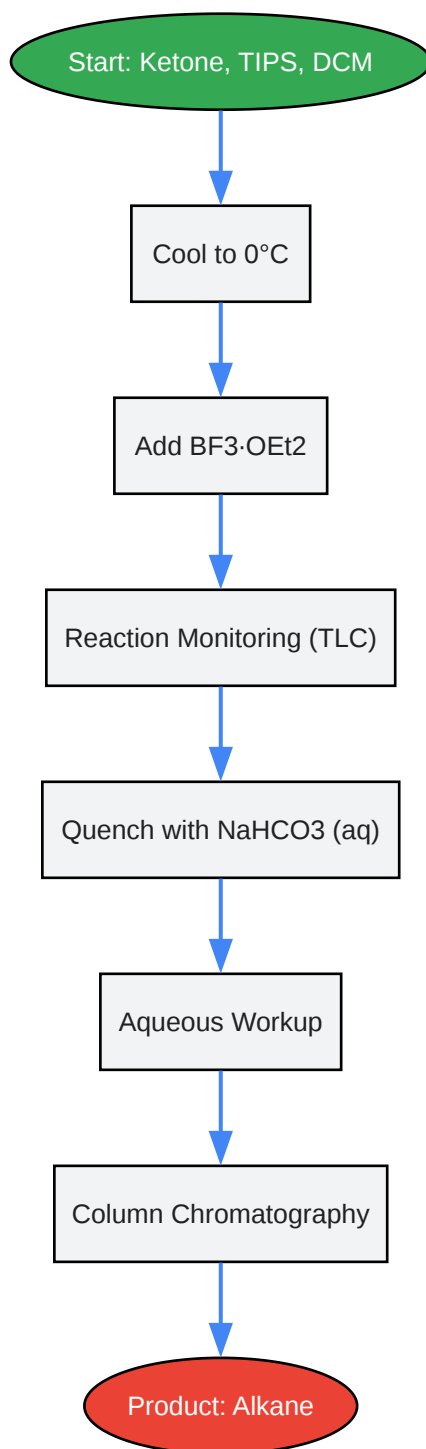 Start: Ketone, TIPS, DCM
Cool to 0°C
Add BF3·OEt2
Reaction Monitoring (TLC)
Quench with NaHCO3 (aq)
Aqueous Workup
Column Chromatography
Product: Alkane